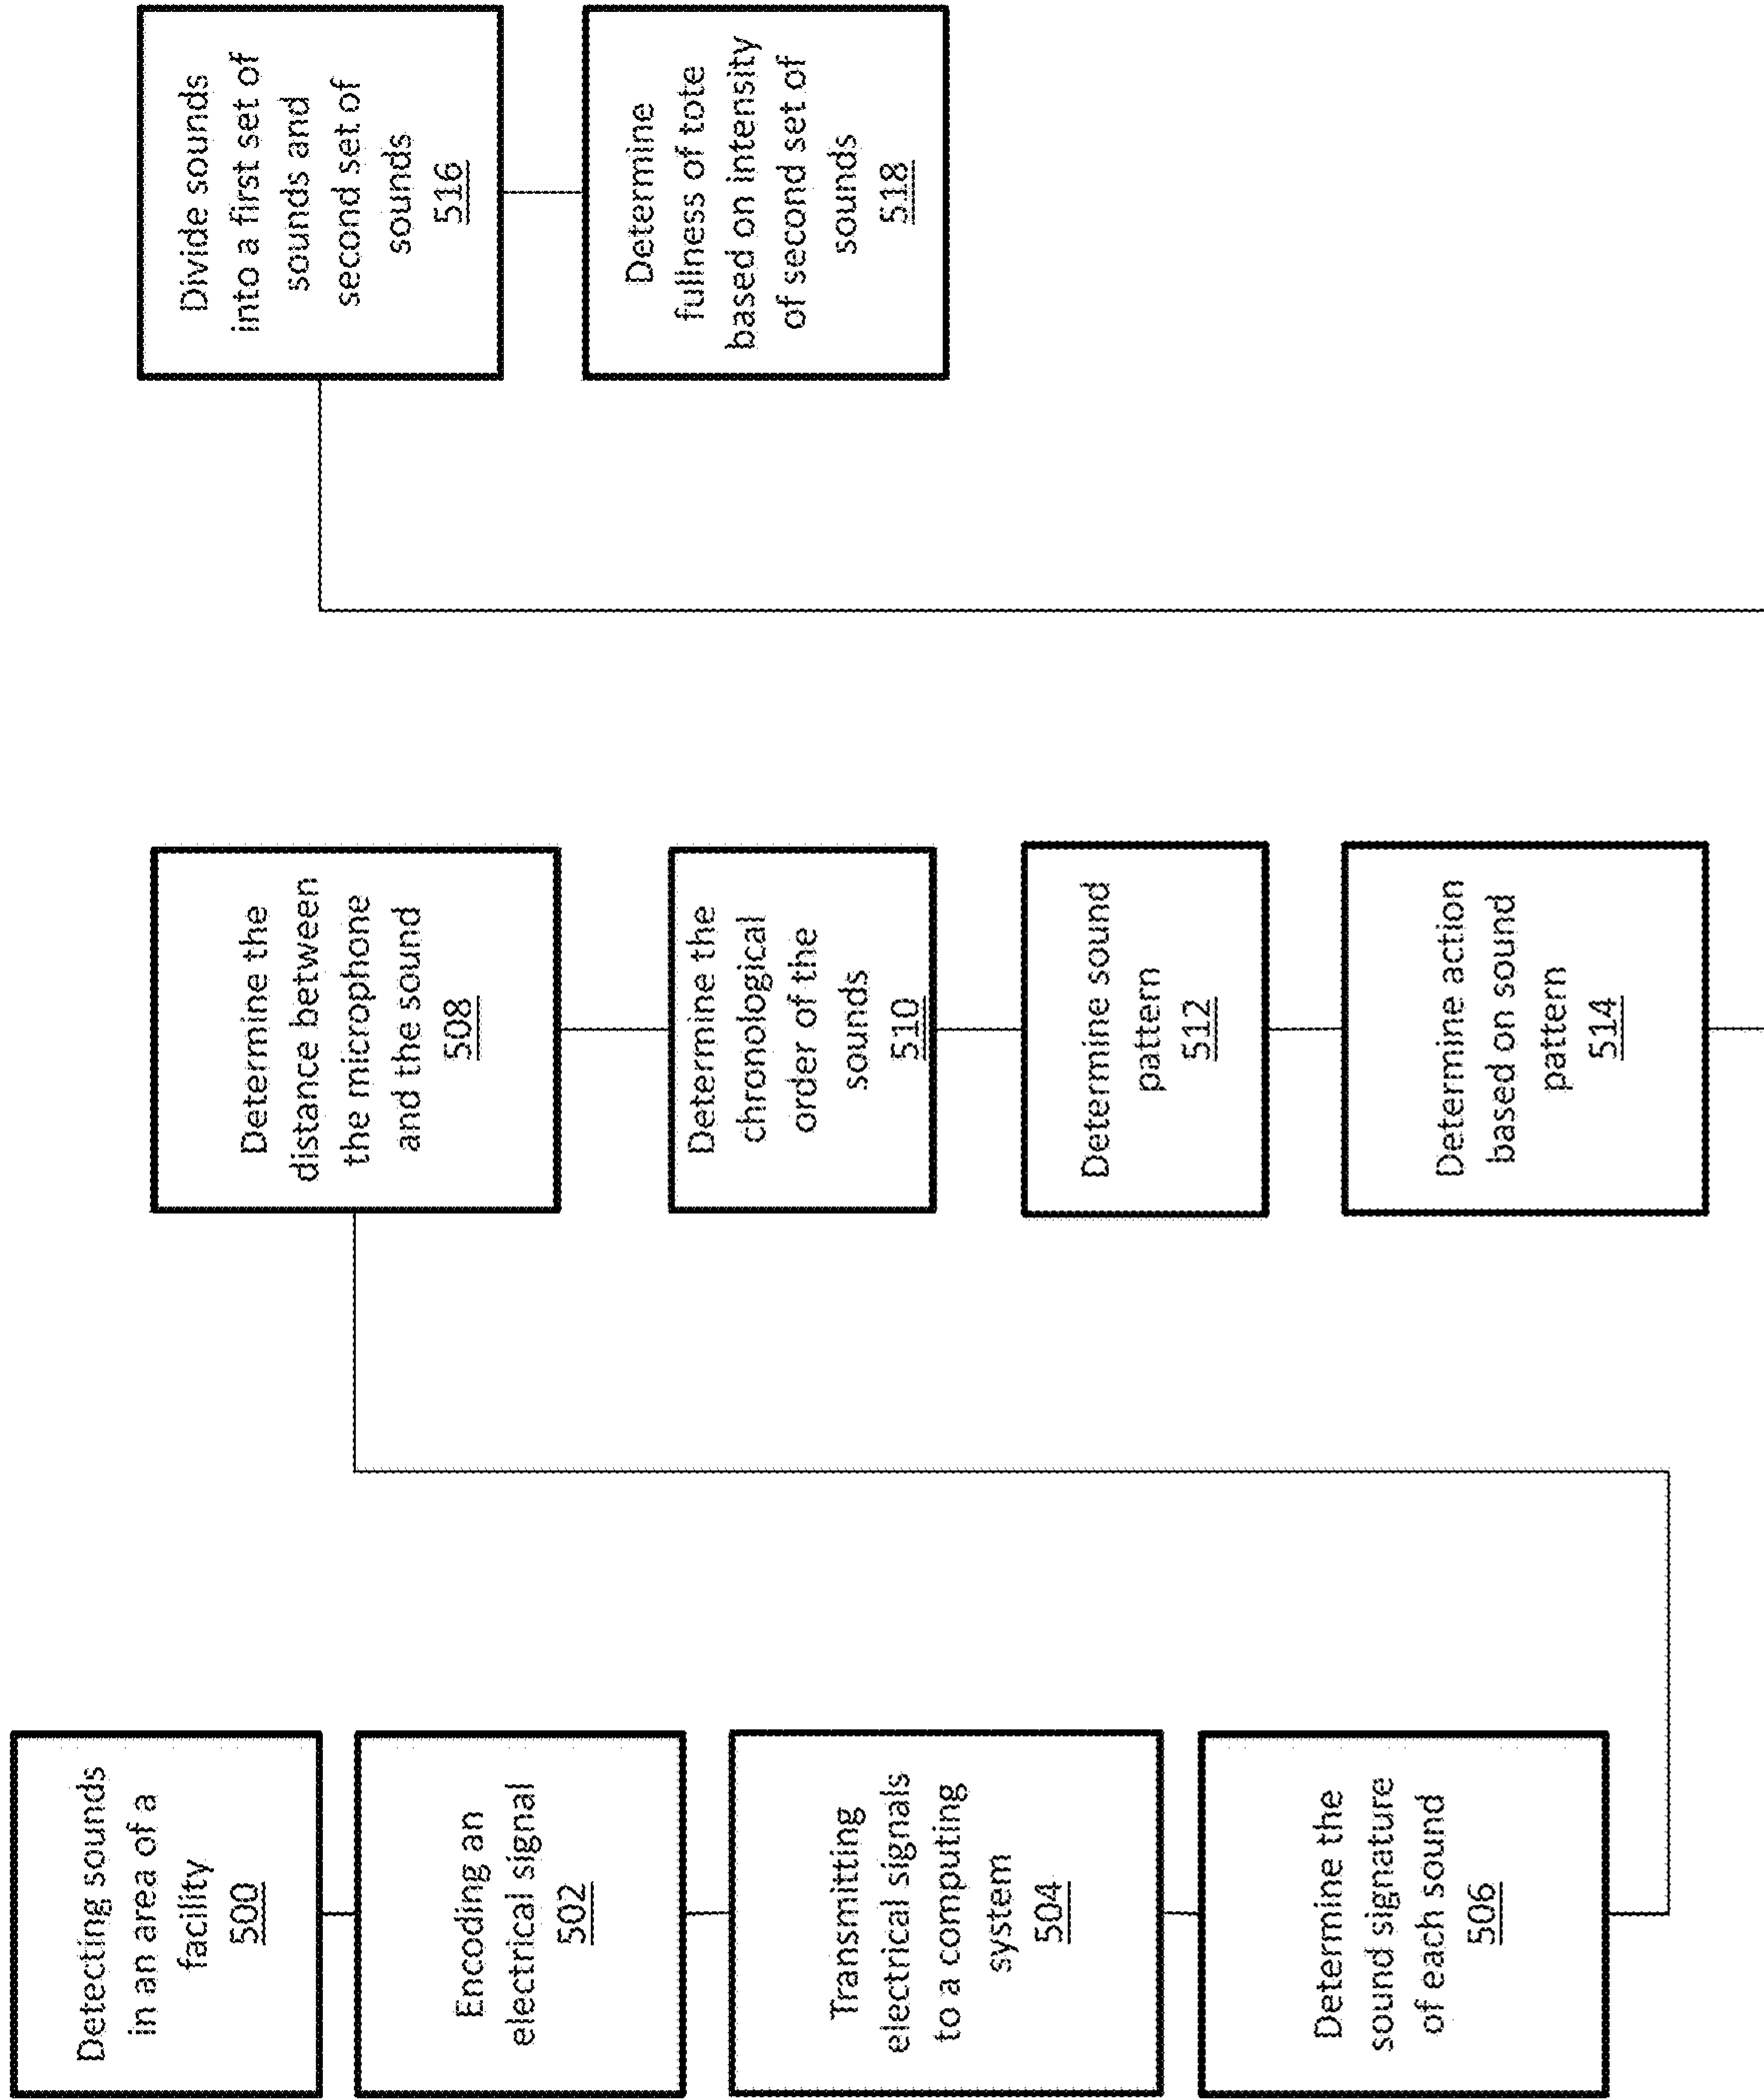 Detecting sounds
in an area of a
facility
500
Encoding an
electrical signal
502
Transmitting
electrical signals
to a computing
system
504
Determine the
sound signature
of each sound
506
Determine the
distance between
the microphone
and the sound
508
Determine the
chronological
order of the
sounds
510
Determine sound
pattern
512
Determine action
based on sound
pattern
514
Divide sounds
into a first set of
sounds and
second set of
sounds
516
Determine
fullness of tote
based on intensity
of second set of
sounds
518